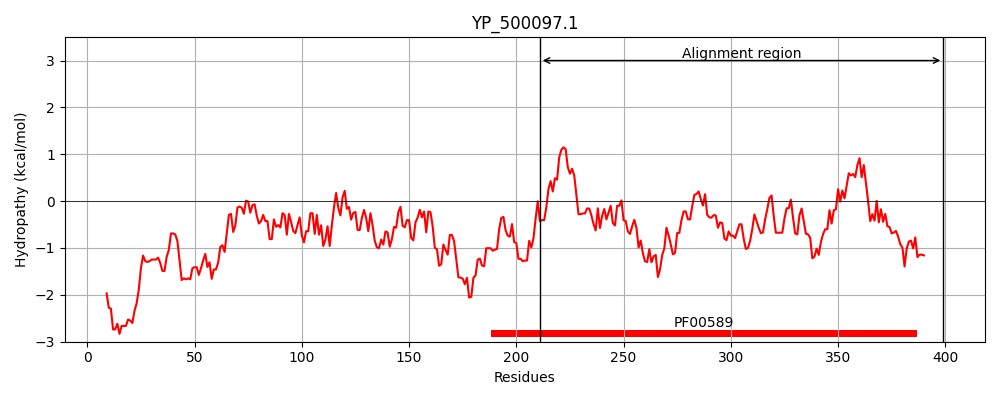 YP_500097.1
Alignment region
Hydropathy (kcal/mol)
3
2
1
0
−1
−2
−3
PF00589
0 50 100 150 200 250 300 350 400
Residues